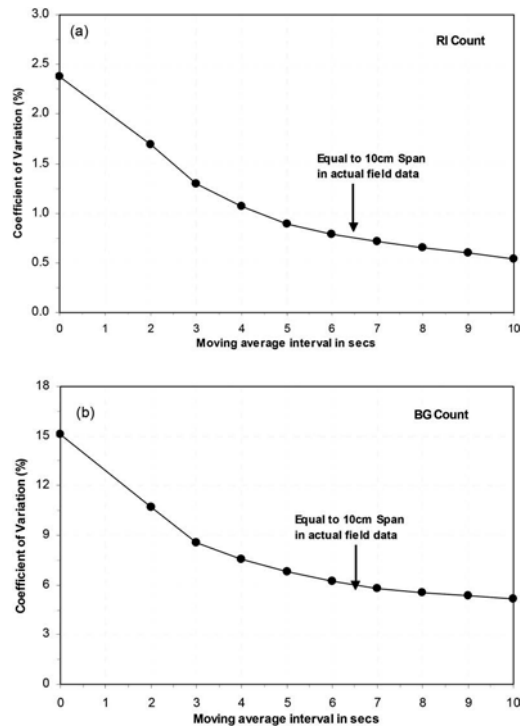 (a)
RI Count
3.0
2.5
2.0
1.5
1.0
0.5
0.0
Coefficient of Variation (%)
Equal to 10cm Span
in actual field data
0 1 2 3 4 5 6 7 8 9 10
Moving average interval in secs
(b)
BG Count
18
15
12
9
6
3
0
Coefficient of Variation (%)
Equal to 10cm Span
in actual field data
0 1 2 3 4 5 6 7 8 9 10
Moving average interval in secs